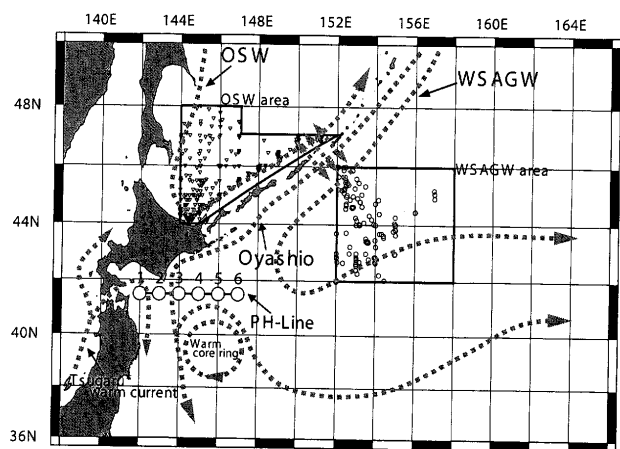 140E 144E 148E 152E 156E 160E 164E
OSW
WSAGW
48N
OSW area
WSAGW area
44N
Oyashio
1 2 3 4 5 6
PH-Line
40N
Warm
core ring
Tsugaru
warm current
36N